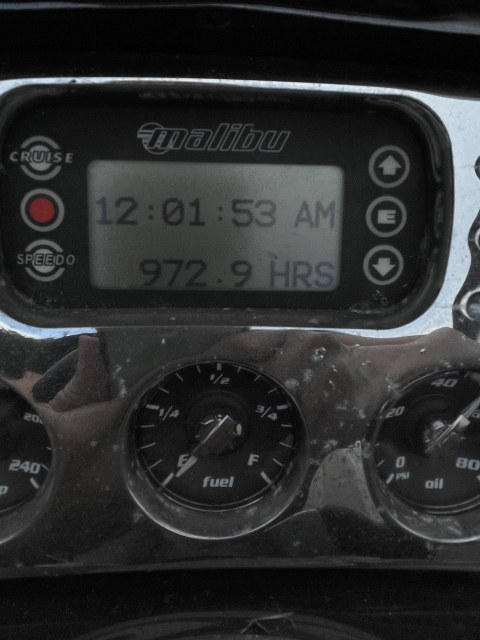 malibu
CRUISE
12:01:53 AM
E
SPEEDO
972.9 HRS
1/4 1/2 3/4
E F
fuel
240
20 40
0 80
PSI
oil